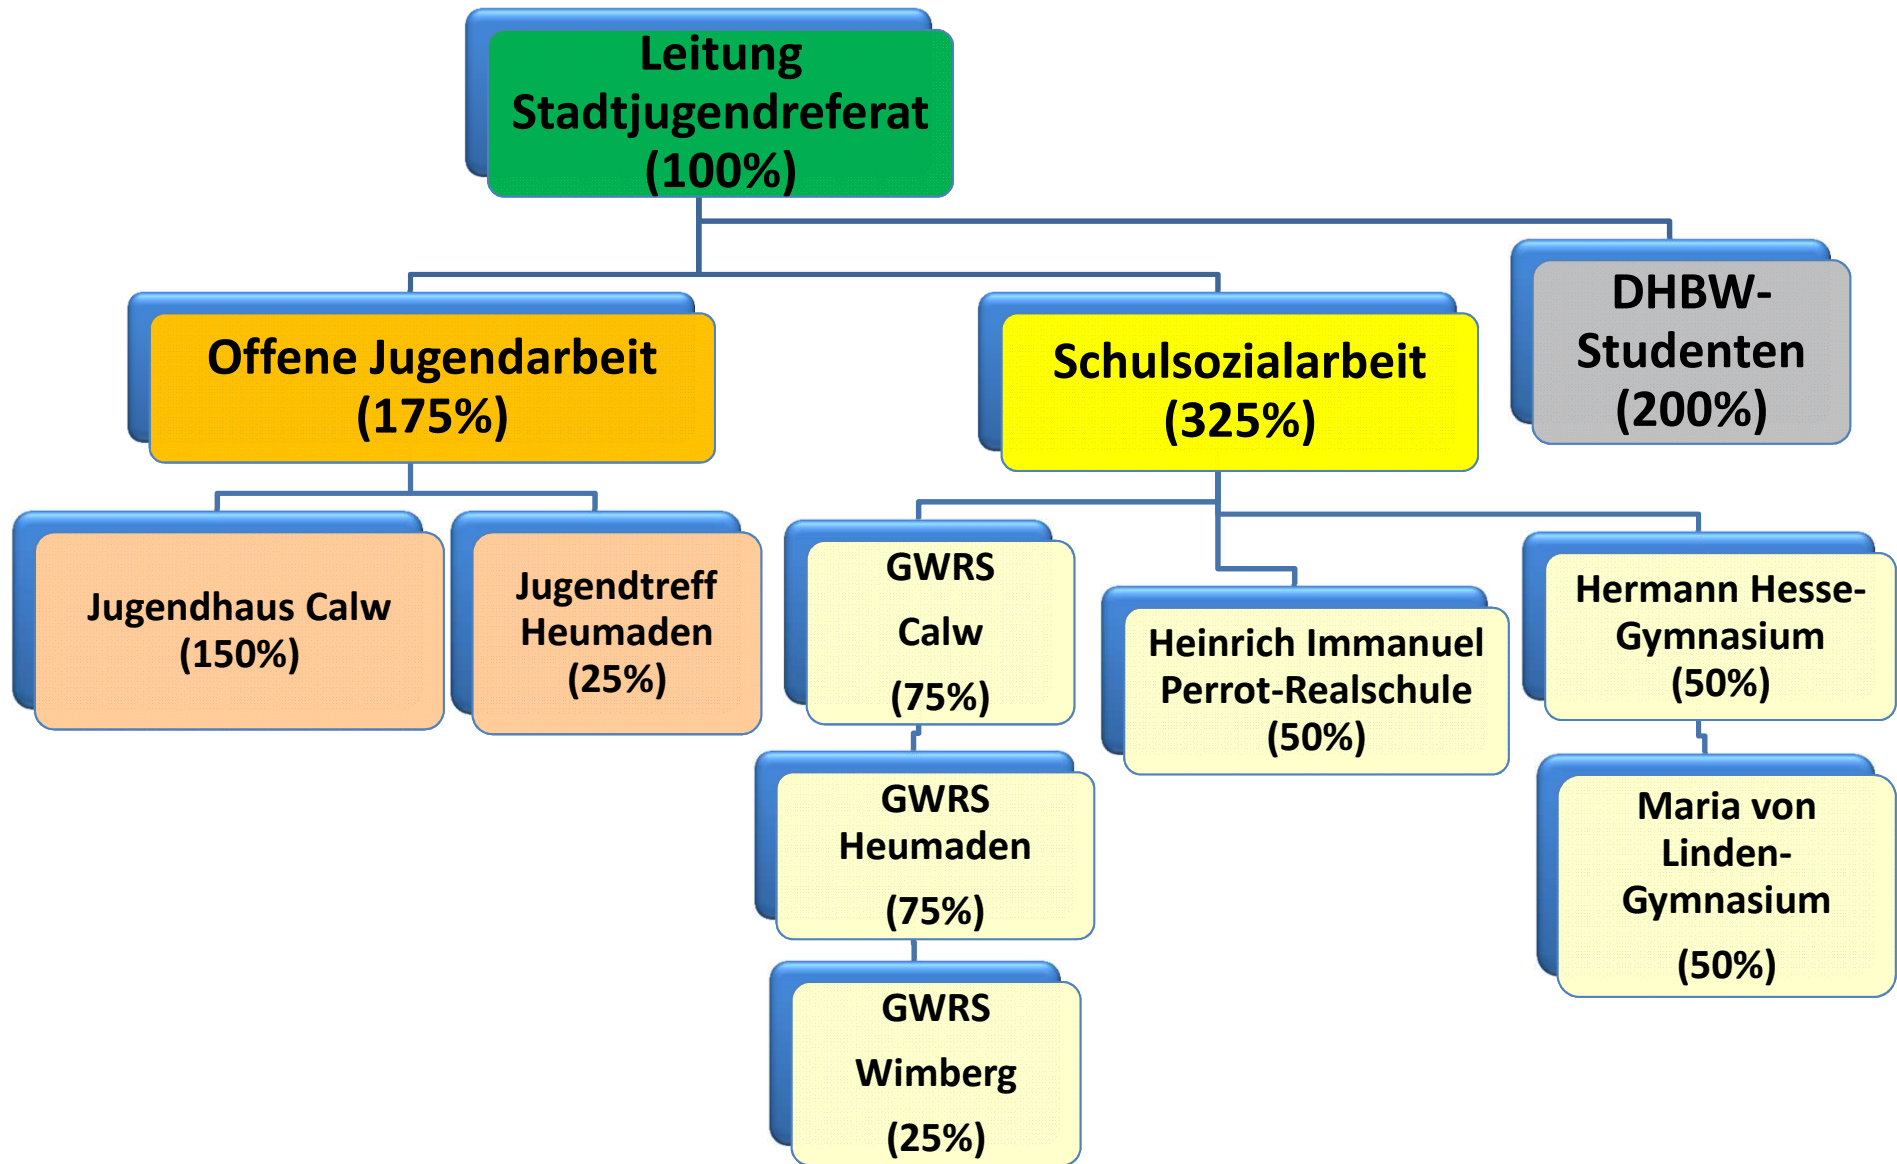 Leitung
Stadtjugendreferat
(100%)
DHBW-
Studenten
(200%)
Offene Jugendarbeit
(175%)
Schulsozialarbeit
(325%)
Jugendhaus Calw
(150%)
Jugendtreff
Heumaden
(25%)
GWRS
Calw
(75%)
Heinrich Immanuel
Perrot-Realschule
(50%)
Hermann Hesse-
Gymnasium
(50%)
GWRS
Heumaden
(75%)
Maria von
Linden-
Gymnasium
(50%)
GWRS
Wimberg
(25%)